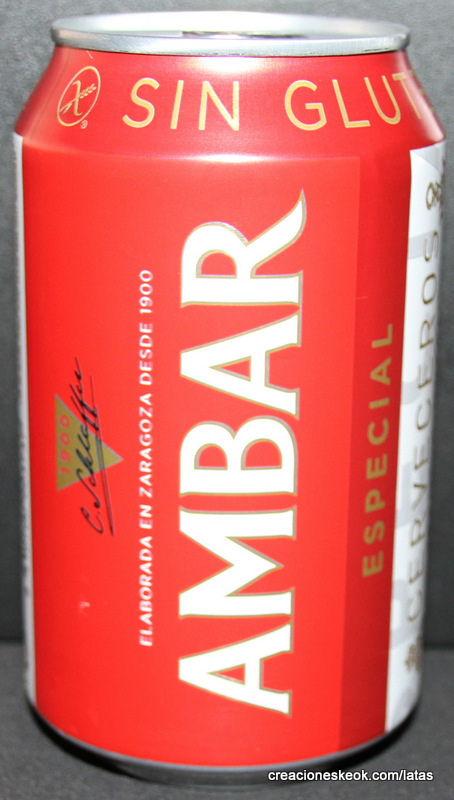 SIN GLUT
AMBAR
ESPECIAL
ELABORADA EN ZARAGOZA DESDE 1900
1900
CERVECEROS
creacioneskeok.com/latas